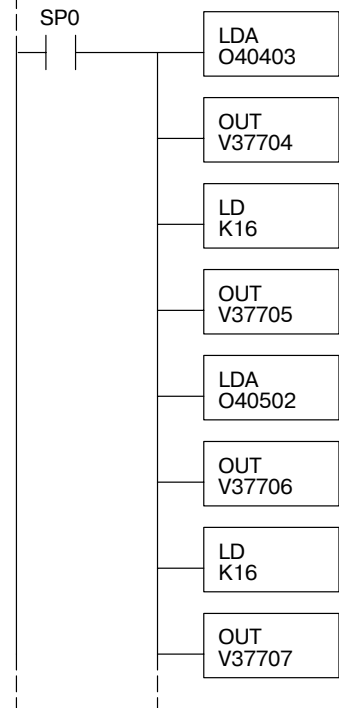 SP0
LDA
O40403
OUT
V37704
LD
K16
OUT
V37705
LDA
O40502
OUT
V37706
LD
K16
OUT
V37707